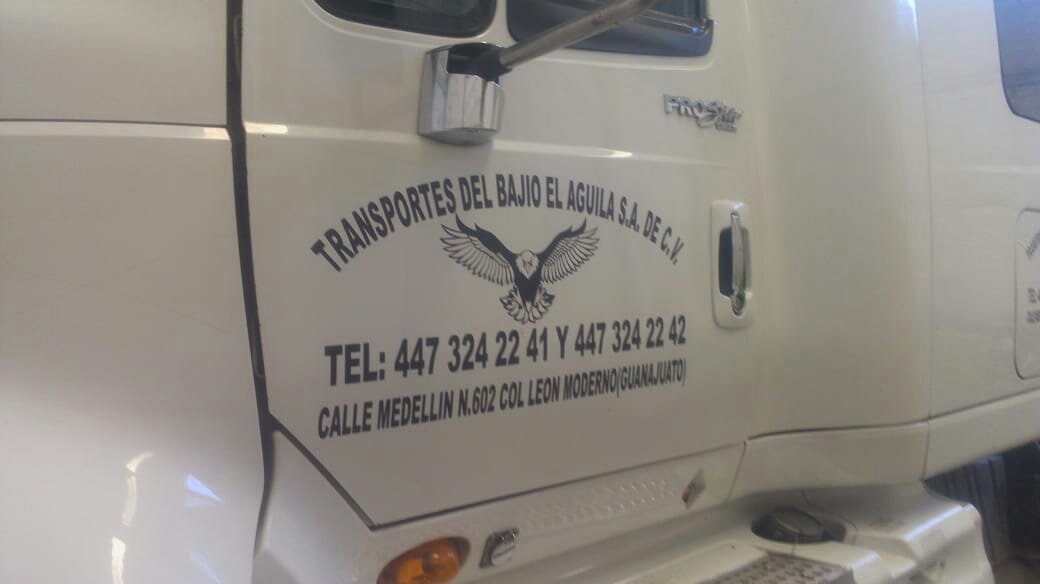 PROSTAR
TRANSPORTES DEL BAJIO EL AGUILA S.A. DE C.V.
TEL: 447 324 22 41 Y 447 324 22 42
CALLE MEDELLIN N.602 COL LEON MODERNO(GUANAJUATO)